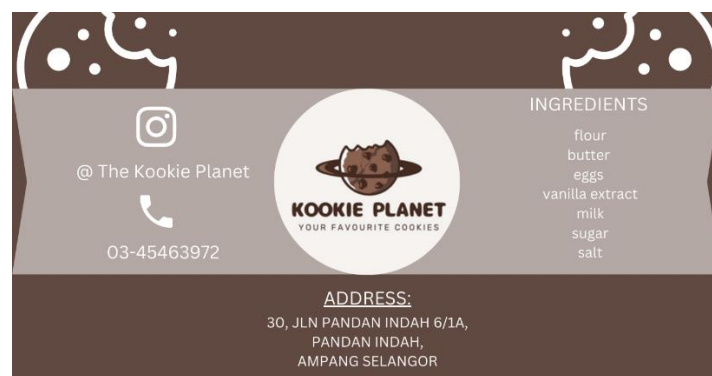 @ The Kookie Planet
03-45463972
KOOKIE PLANET
YOUR FAVOURITE COOKIES
INGREDIENTS
flour
butter
eggs
vanilla extract
milk
sugar
salt
ADDRESS:
30, JLN PANDAN INDAH 6/1A,
PANDAN INDAH,
AMPANG SELANGOR